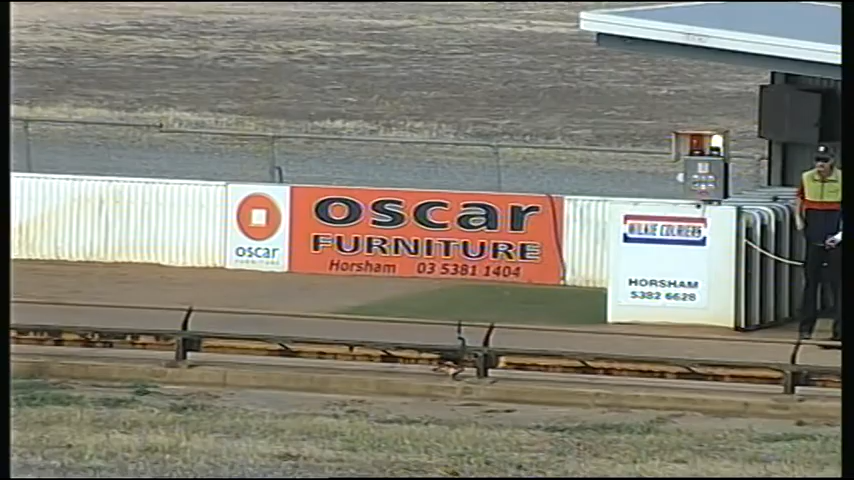 OSCAR
FURNITURE
Horsham 03 5381 1404
oscar
FURNITURE
WILKIE COURIERS
HORSHAM
5382 6628